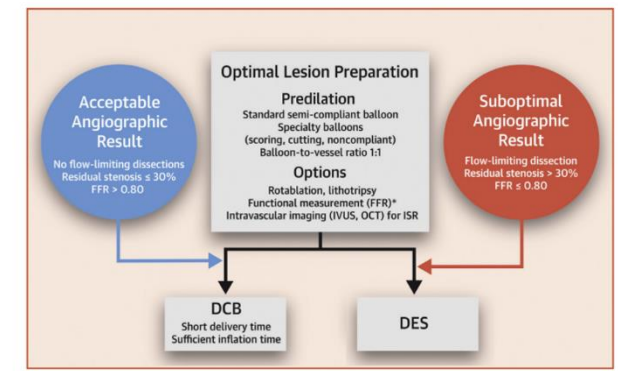 Acceptable
Angiographic
Result
No flow-limiting dissections
Residual stenosis ≤ 30%
FFR > 0.80
Optimal Lesion Preparation
Predilation
Standard semi-compliant balloon
Specialty balloons
(scoring, cutting, noncompliant)
Balloon-to-vessel ratio 1:1
Options
Rotablation, lithotripsy
Functional measurement (FFR)*
Intravascular imaging (IVUS, OCT) for ISR
Suboptimal
Angiographic
Result
Flow-limiting dissection
Residual stenosis > 30%
FFR ≤ 0.80
DCB
Short delivery time
Sufficient inflation time
DES